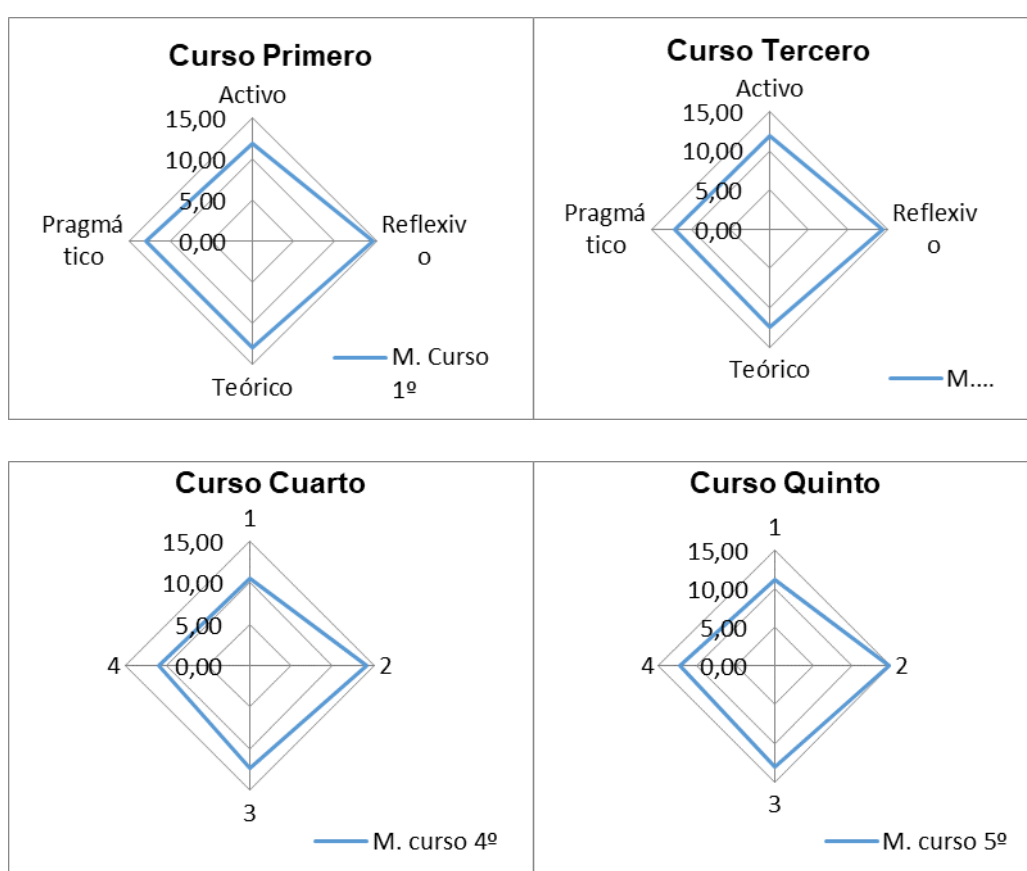 Curso Primero
Activo
15,00
10,00
5,00
0,00
Pragmá
tico
Reflexiv
o
Teórico
M. Curso
1º
Curso Tercero
Activo
15,00
10,00
5,00
0,00
Pragmá
tico
Reflexiv
o
Teórico
M....
Curso Cuarto
1
15,00
10,00
5,00
0,00
4
2
3
M. curso 4º
Curso Quinto
1
15,00
10,00
5,00
0,00
4
2
3
M. curso 5º